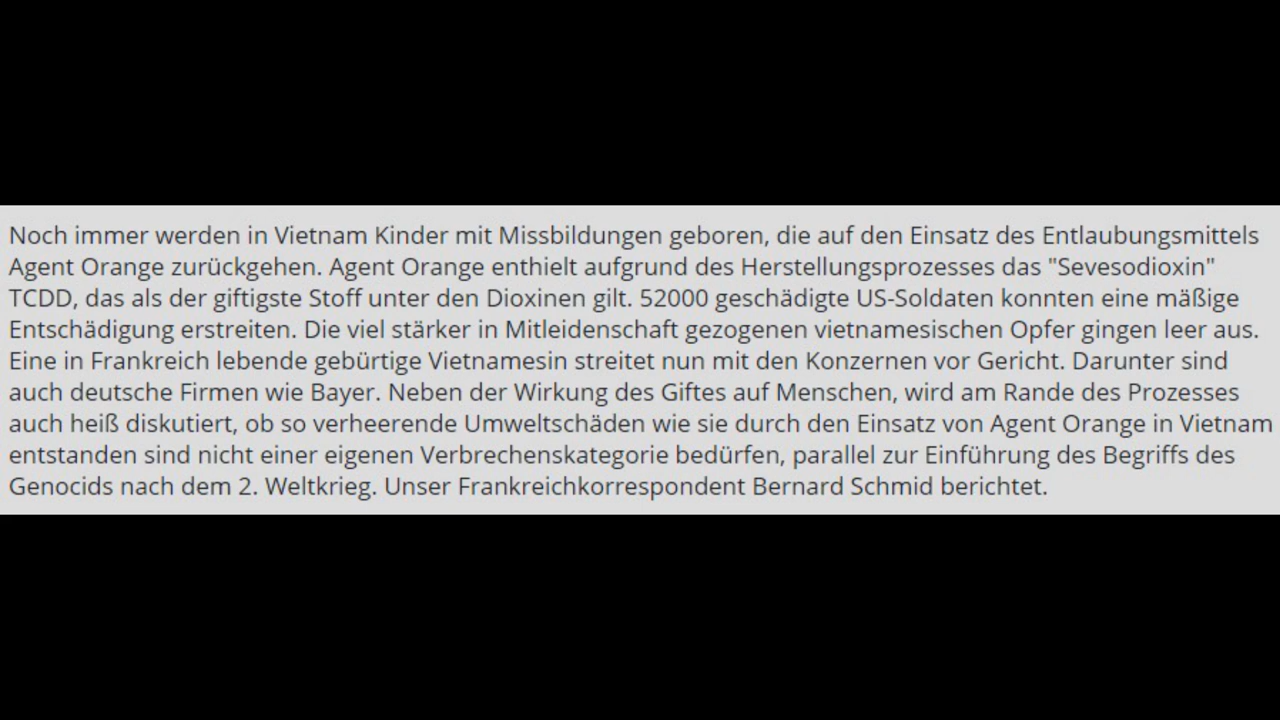 Noch immer werden in Vietnam Kinder mit Missbildungen geboren, die auf den Einsatz des Entlaubungsmittels
Agent Orange zurückgehen. Agent Orange enthielt aufgrund des Herstellungsprozesses das "Sevesodioxin"
TCDD, das als der giftigste Stoff unter den Dioxinen gilt. 52000 geschädigte US-Soldaten konnten eine mäßige
Entschädigung erstreiten. Die viel stärker in Mitleidenschaft gezogenen vietnamesischen Opfer gingen leer aus.
Eine in Frankreich lebende gebürtige Vietnamesin streitet nun mit den Konzernen vor Gericht. Darunter sind
auch deutsche Firmen wie Bayer. Neben der Wirkung des Giftes auf Menschen, wird am Rande des Prozesses
auch heiß diskutiert, ob so verheerende Umweltschäden wie sie durch den Einsatz von Agent Orange in Vietnam
entstanden sind nicht einer eigenen Verbrechenskategorie bedürfen, parallel zur Einführung des Begriffs des
Genocids nach dem 2. Weltkrieg. Unser Frankreichkorrespondent Bernard Schmid berichtet.